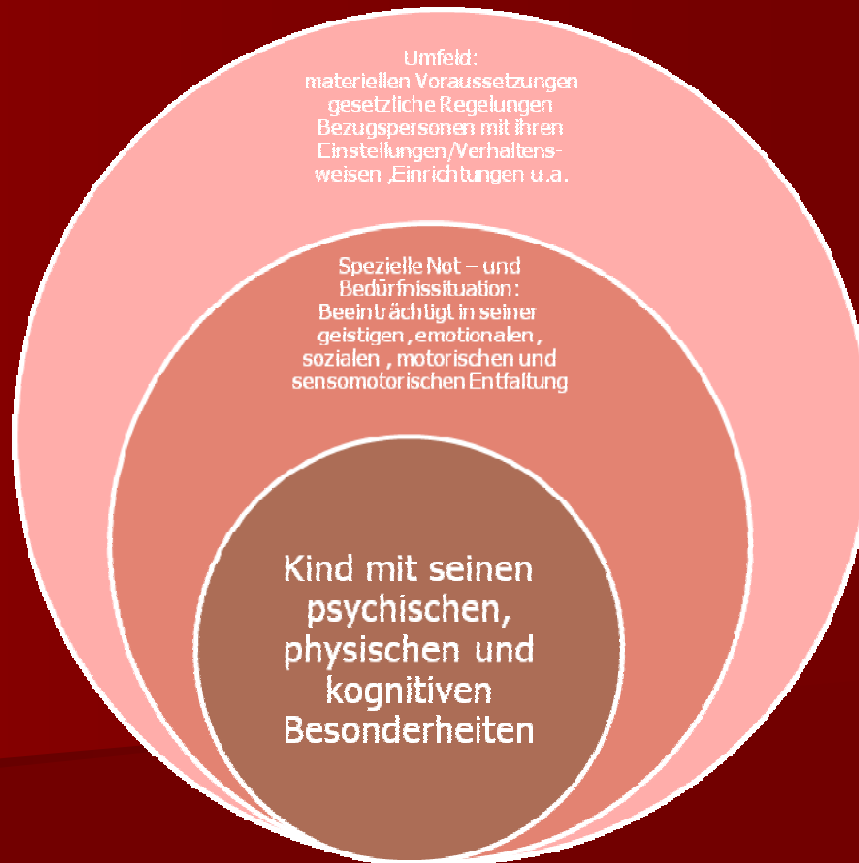 Umfeld:
materiellen Voraussetzungen
gesetzliche Regelungen
Bezugspersonen mit ihren
Einstellungen/Verhaltens-
weisen ,Einrichtungen u.a.
Spezielle Not – und
Bedürfnissituation:
Beeinträchtigt in seiner
geistigen , emotionalen ,
sozialen , motorischen und
sensomotorischen Entfaltung
Kind mit seinen
psychischen,
physischen und
kognitiven
Besonderheiten